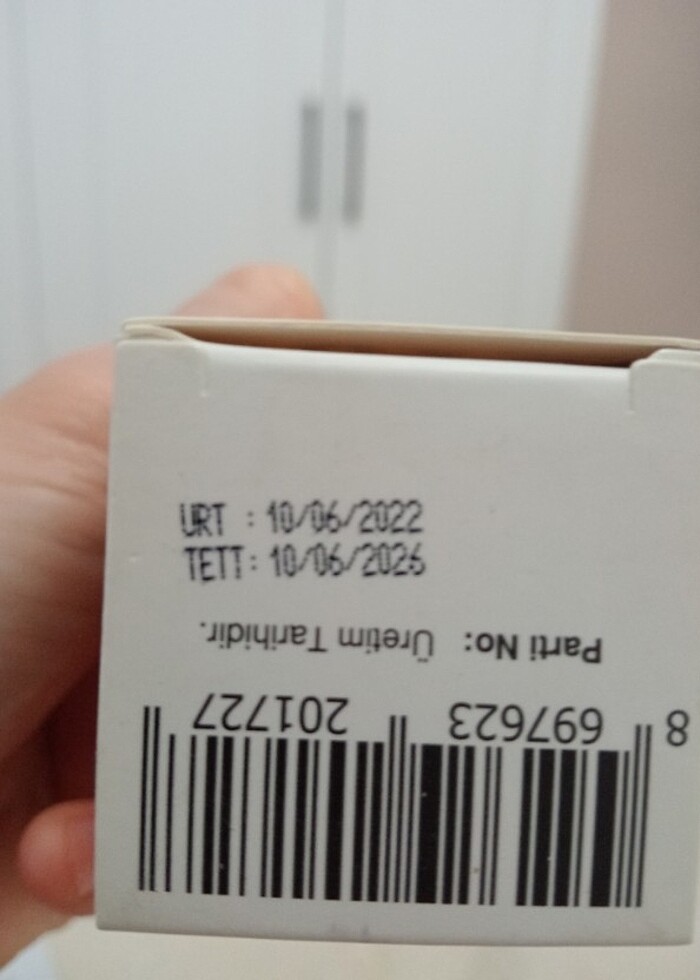 URT : 10/06/2022
TETT: 10/06/2026
Parti No: Üretim Tarihidir.
8 697623 201727